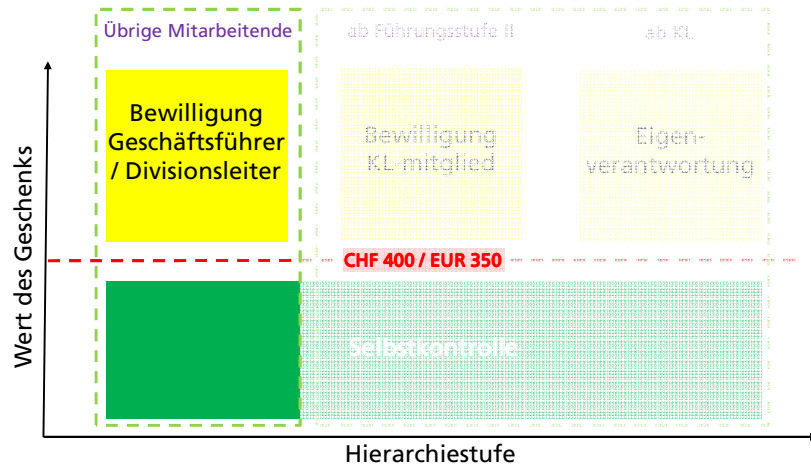 Übrige Mitarbeitende
ab Führungsstufe II
ab KL
Bewilligung
Geschäftsführer
/ Divisionsleiter
Bewilligung
KL-mitglied
Eigen-
verantwortung
CHF 400 / EUR 350
Selbstkontrolle
Wert des Geschenks
Hierarchiestufe